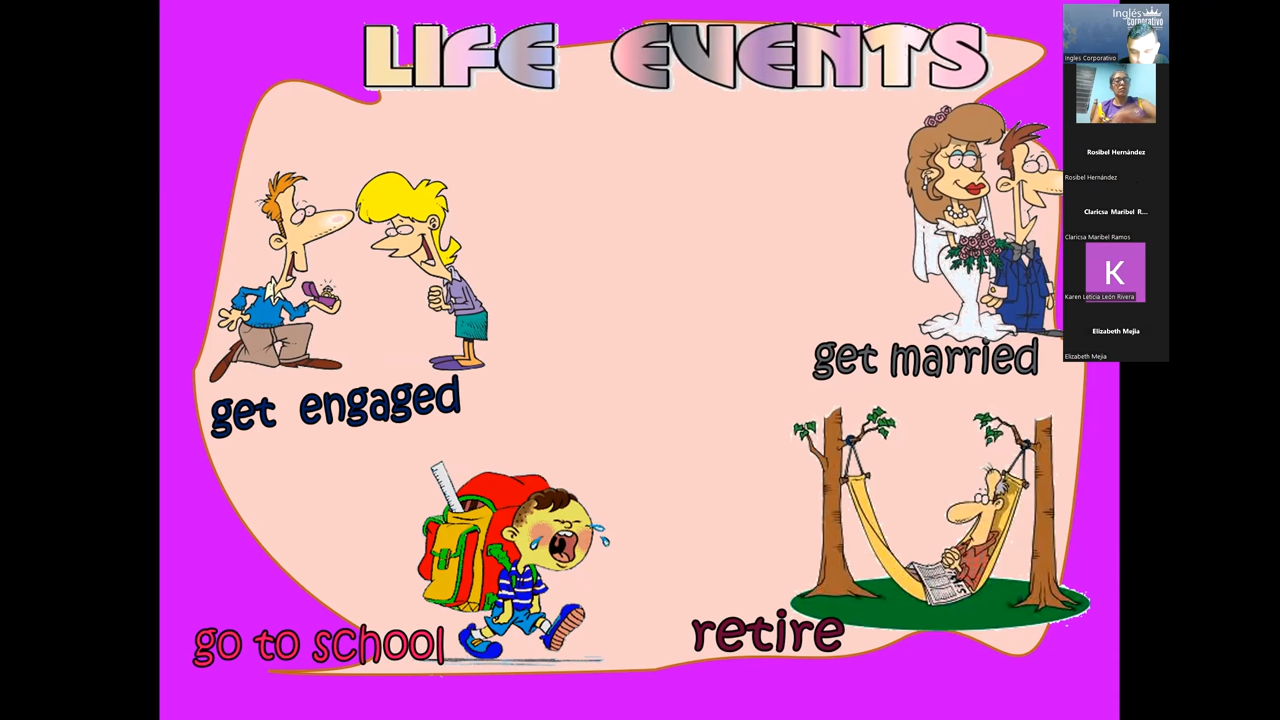 LIFE EVENTS
get engaged
get married
go to school
retire
Inglés
Corporativo
Ingles Corporativo
Rosibel Hernández
Rosibel Hernández
Claricsa Maribel R...
Claricsa Maribel Ramos
K
Karen Leticia León Rivera
Elizabeth Mejia
Elizabeth Mejia